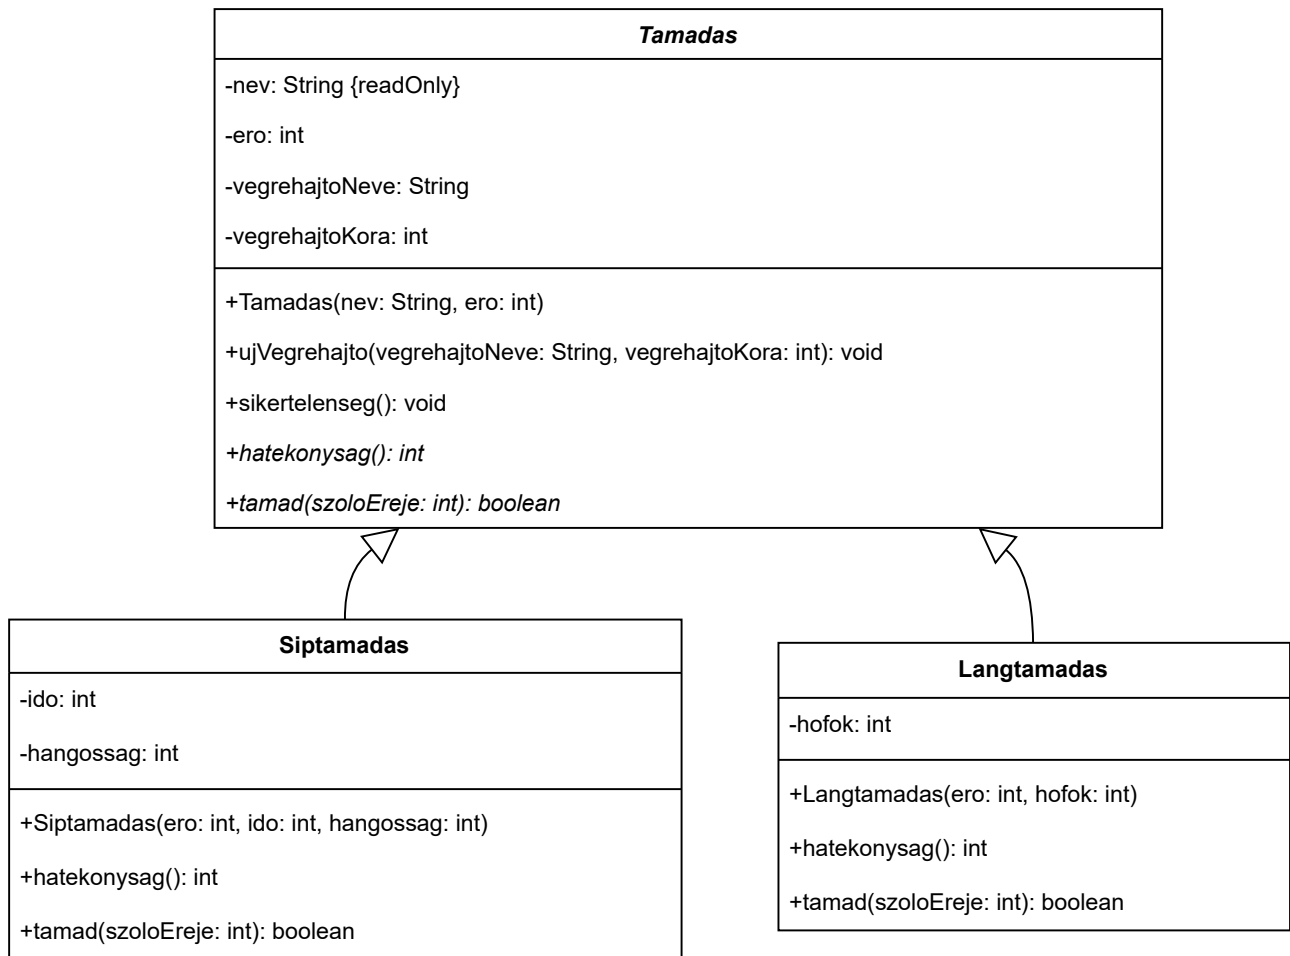 Tamadas
-nev: String {readOnly}
-ero: int
-vegrehajtoNeve: String
-vegrehajtoKora: int
+Tamadas(nev: String, ero: int)
+ujVegrehajto(vegrehajtoNeve: String, vegrehajtoKora: int): void
+sikertelenseg(): void
+hatekonysag(): int
+tamad(szoloEreje: int): boolean
Siptamadas
-ido: int
-hangossag: int
+Siptamadas(ero: int, ido: int, hangossag: int)
+hatekonysag(): int
+tamad(szoloEreje: int): boolean
Langtamadas
-hofok: int
+Langtamadas(ero: int, hofok: int)
+hatekonysag(): int
+tamad(szoloEreje: int): boolean